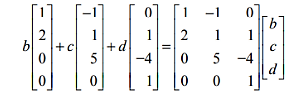 1 -1 0 1 -1 0
2 1 1 2 1 1 b
b + c + d = c
0 5 -4 0 5 -4 d
0 0 1 0 0 1